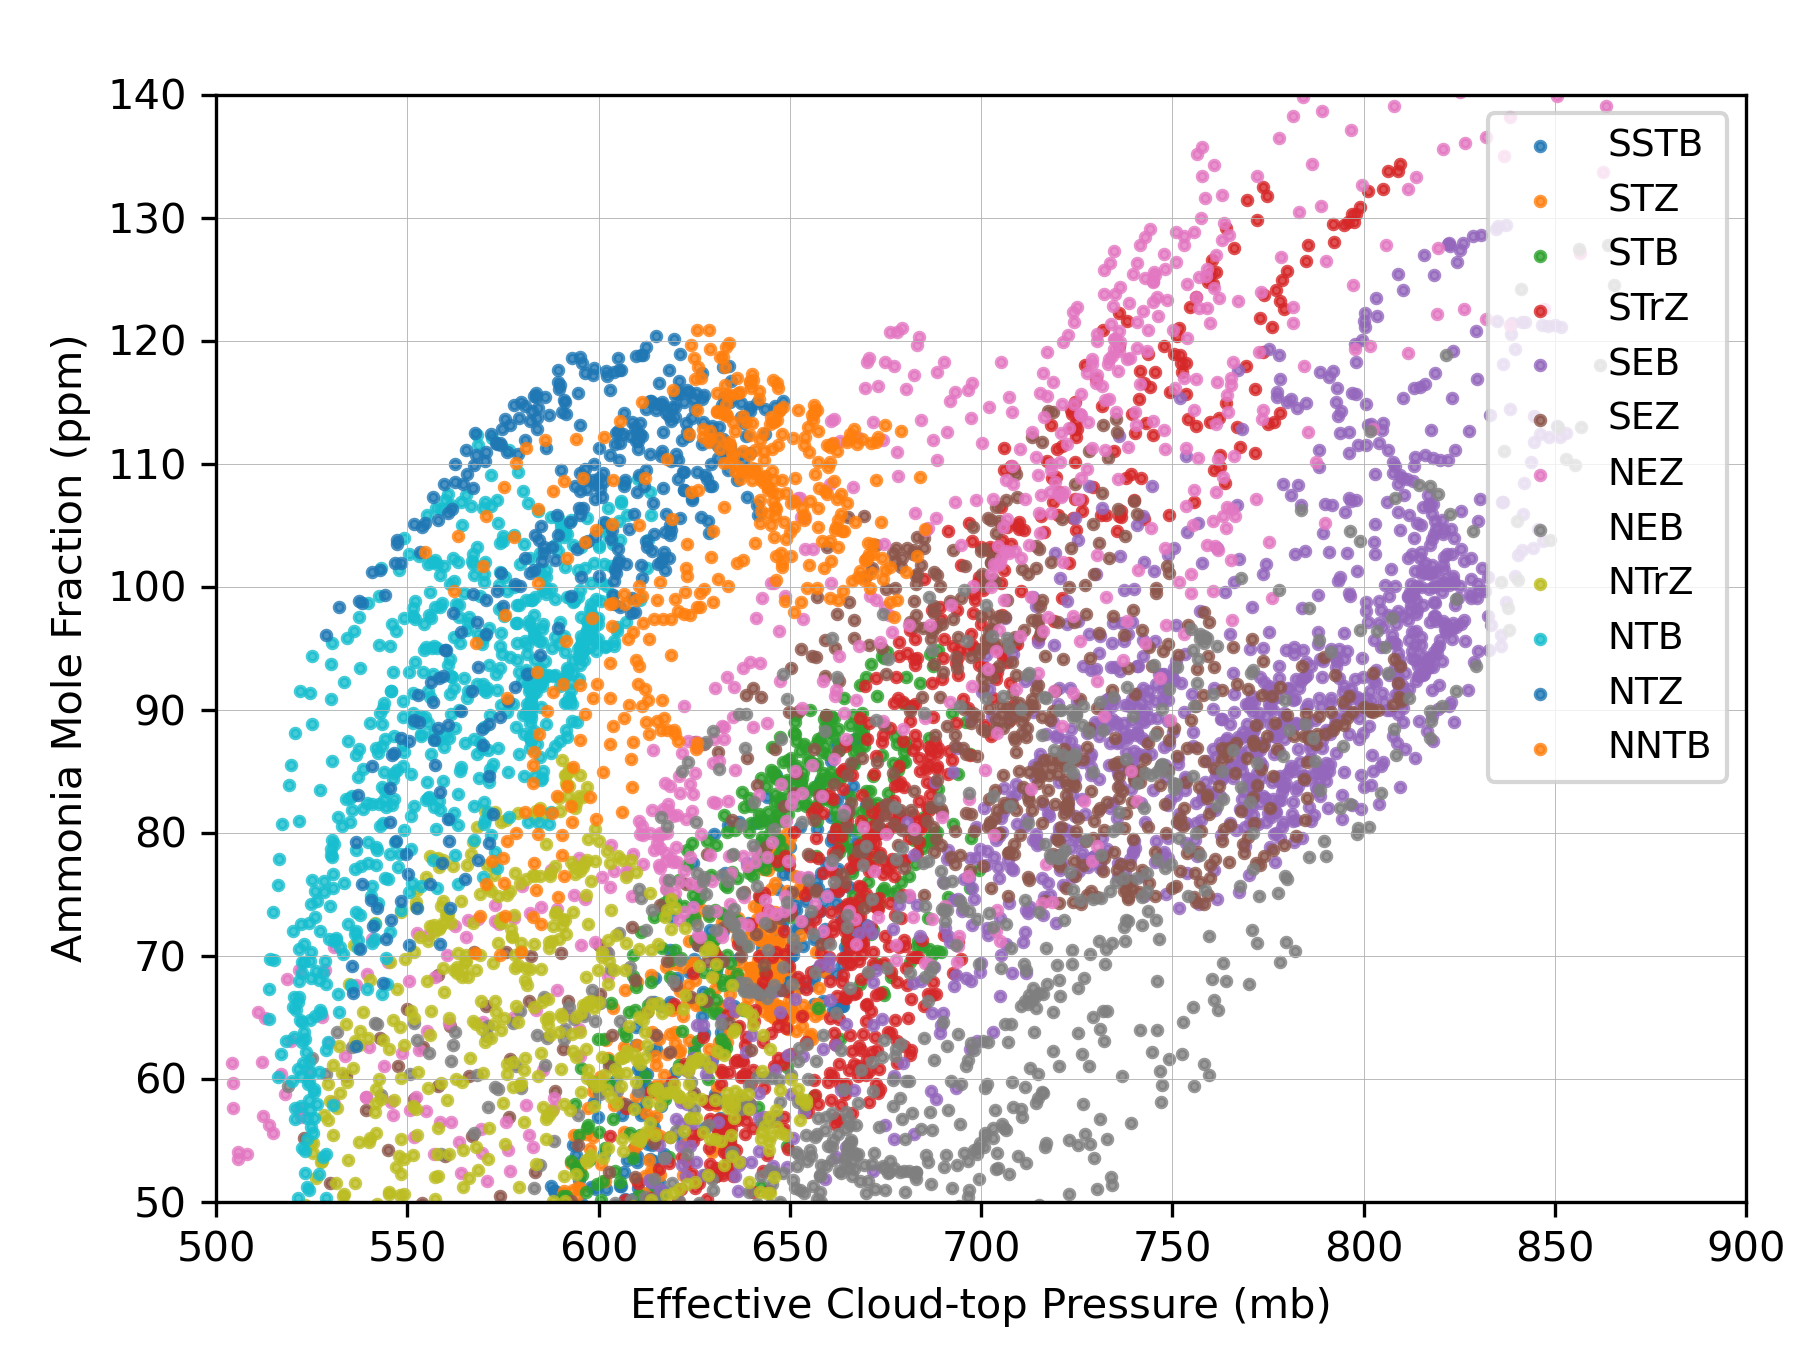 140
130
120
110
100
90
80
70
60
50
Ammonia Mole Fraction (ppm)
SSTB
STZ
STB
STrZ
SEB
SEZ
NEZ
NEB
NTrZ
NTB
NTZ
NNTB
500 550 600 650 700 750 800 850 900
Effective Cloud-top Pressure (mb)